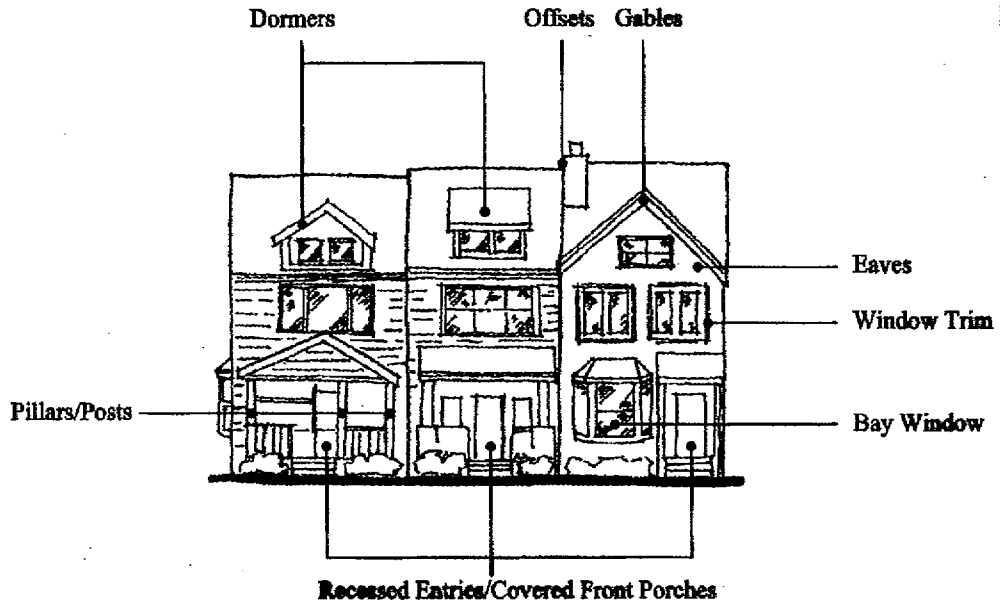 Dormers
Offsets Gables
Eaves
Window Trim
Pillars/Posts
Bay Window
Recessed Entries/Covered Front Porches